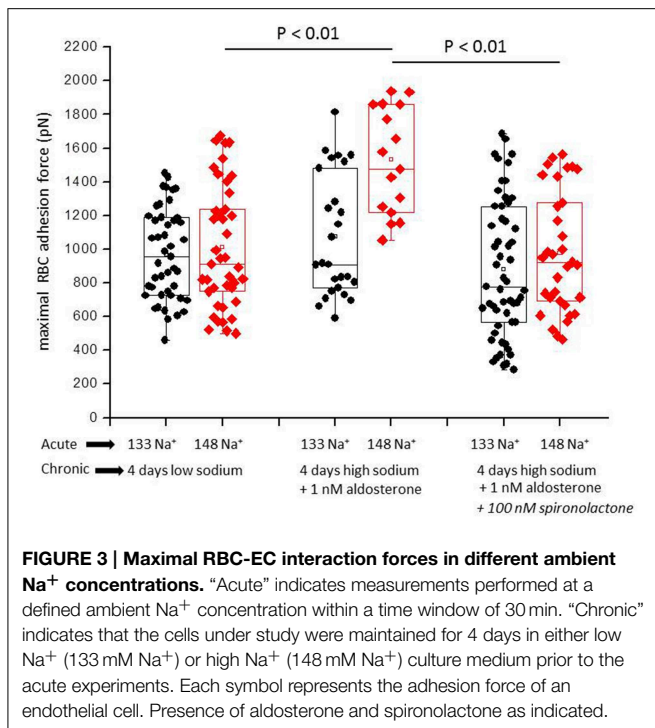 P < 0.01
P < 0.01
2200
2000
1800
1600
1400
1200
1000
800
600
400
200
0
maximal RBC adhesion force (pN)
Acute 133 Na⁺ 148 Na⁺ 133 Na⁺ 148 Na⁺ 133 Na⁺ 148 Na⁺
Chronic 4 days low sodium 4 days high sodium 4 days high sodium
+ 1 nM aldosterone + 1 nM aldosterone
+ 100 nM spironolactone
FIGURE 3 | Maximal RBC-EC interaction forces in different ambient
Na⁺ concentrations. “Acute” indicates measurements performed at a
defined ambient Na⁺ concentration within a time window of 30 min. “Chronic”
indicates that the cells under study were maintained for 4 days in either low
Na⁺ (133 mM Na⁺) or high Na⁺ (148 mM Na⁺) culture medium prior to the
acute experiments. Each symbol represents the adhesion force of an
endothelial cell. Presence of aldosterone and spironolactone as indicated.